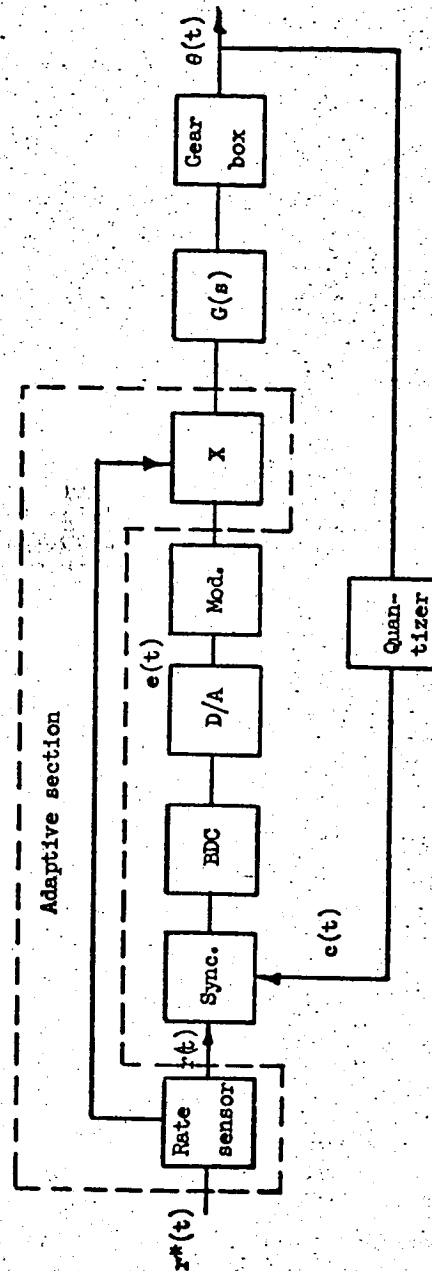 Adaptive section
r*(t)
Rate
sensor
r(t)
Sync.
BDC
D/A
e(t)
Mod.
X
G(s)
Gear
box
θ(t)
c(t)
Quan-
tizer